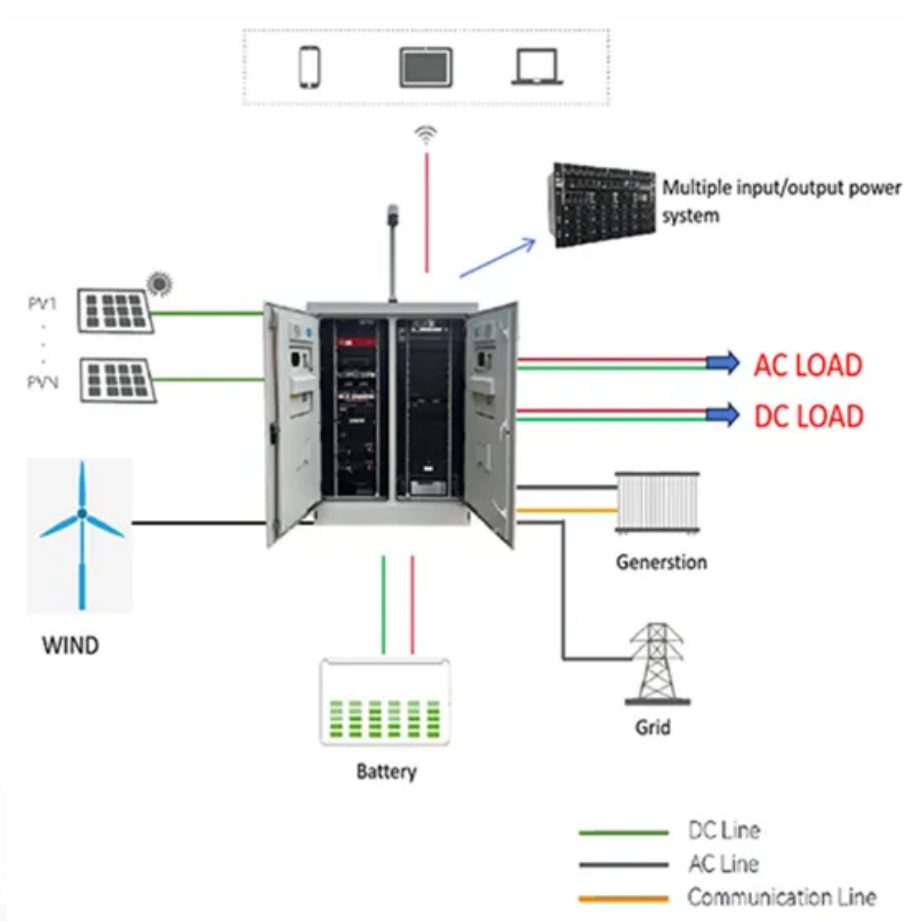 Multiple input/output power
system
PV1
PVN
AC LOAD
DC LOAD
Generstion
WIND
Grid
Battery
DC Line
AC Line
Communication Line